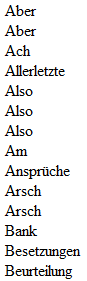 Aber
Aber
Ach
Allerletzte
Also
Also
Also
Am
Ansprüche
Arsch
Arsch
Bank
Besetzungen
Beurteilung